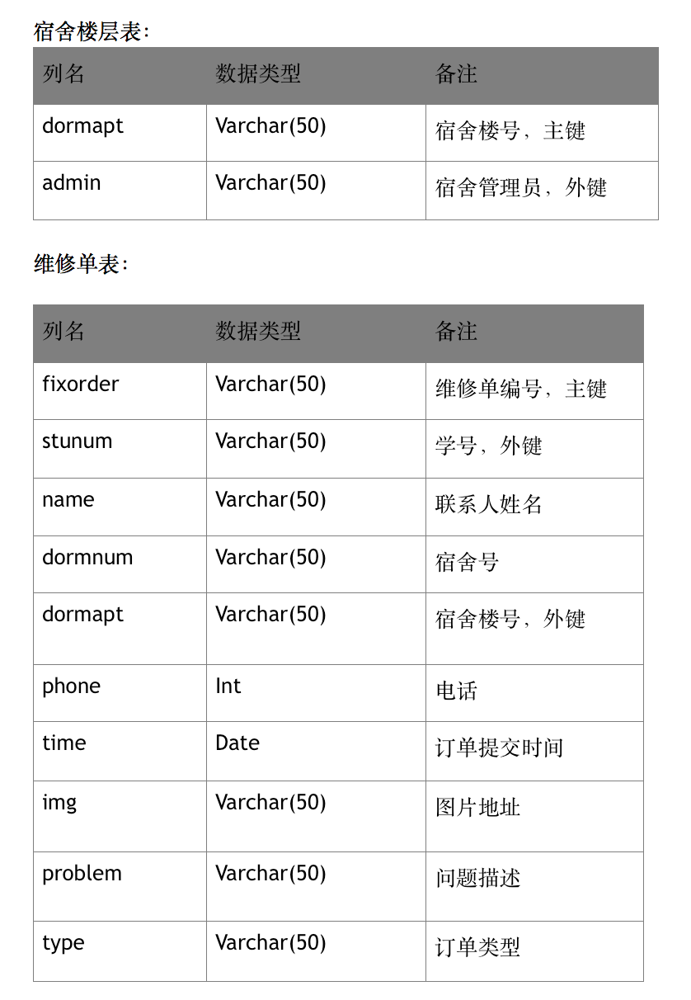 宿舍楼层表：
列名 数据类型 备注
dormapt Varchar(50) 宿舍楼号，主键
admin Varchar(50) 宿舍管理员，外键
维修单表：
列名 数据类型 备注
fixorder Varchar(50) 维修单编号，主键
stunum Varchar(50) 学号，外键
name Varchar(50) 联系人姓名
dormnum Varchar(50) 宿舍号
dormapt Varchar(50) 宿舍楼号，外键
phone Int 电话
time Date 订单提交时间
img Varchar(50) 图片地址
problem Varchar(50) 问题描述
type Varchar(50) 订单类型